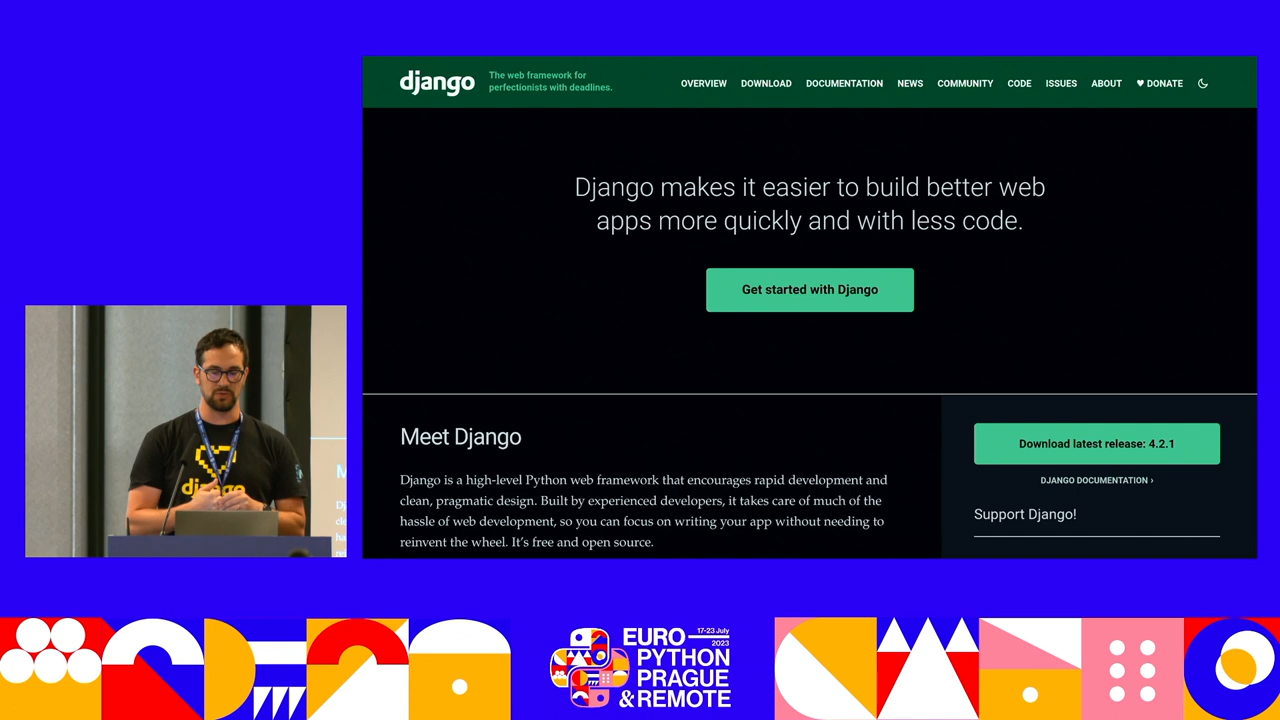 django
The web framework for
perfectionists with deadlines.
OVERVIEW DOWNLOAD DOCUMENTATION NEWS COMMUNITY CODE ISSUES ABOUT ♥ DONATE
Django makes it easier to build better web
apps more quickly and with less code.
Get started with Django
Meet Django
Django is a high-level Python web framework that encourages rapid development and
clean, pragmatic design. Built by experienced developers, it takes care of much of the
hassle of web development, so you can focus on writing your app without needing to
reinvent the wheel. It's free and open source.
Download latest release: 4.2.1
DJANGO DOCUMENTATION ›
Support Django!
django
EURO
17-23 July
2023
PYTHON
PRAGUE
& REMOTE